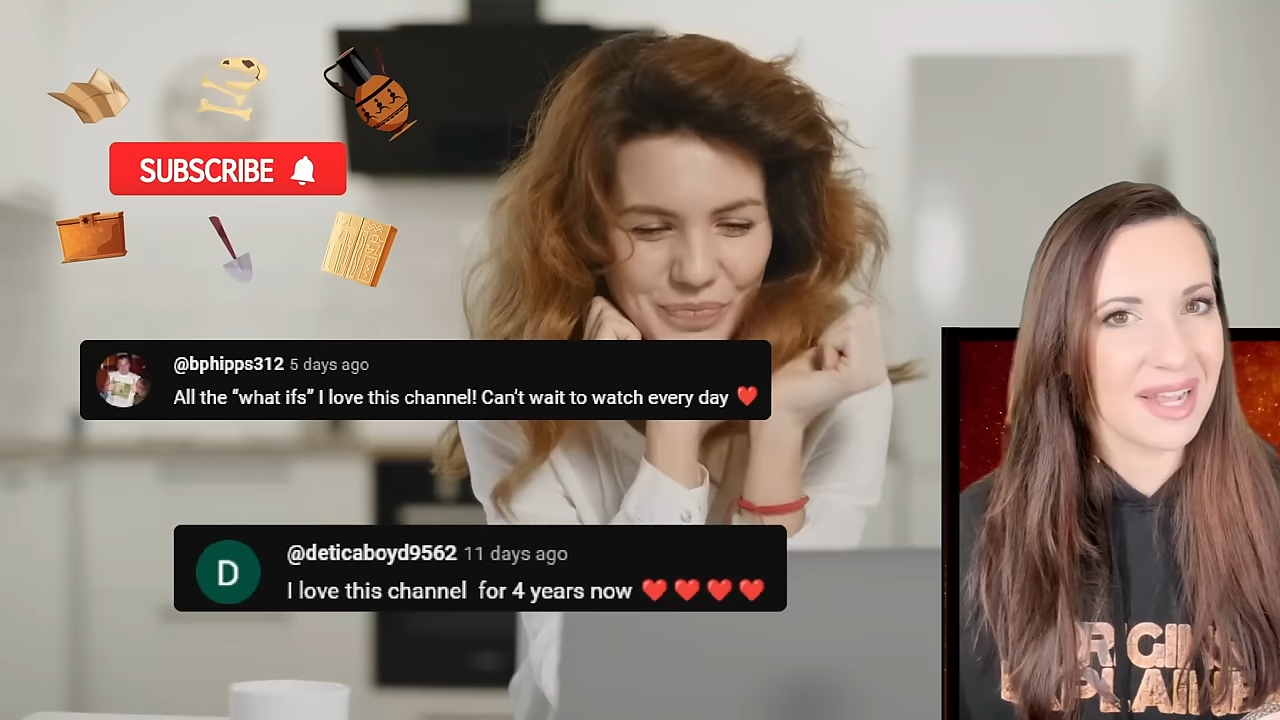 SUBSCRIBE
@bphipps312 5 days ago
All the “what ifs” I love this channel! Can't wait to watch every day ❤️
D
@deticaboyd9562 11 days ago
I love this channel  for 4 years now ❤️❤️❤️❤️